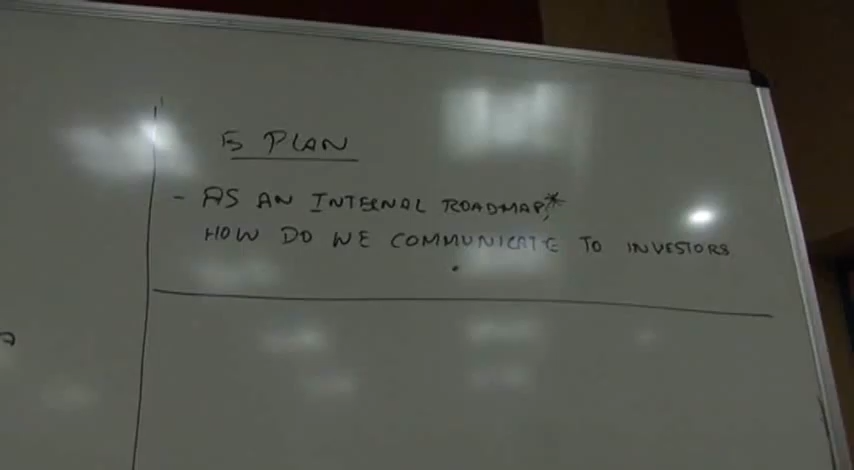 B PLAN
- AS AN INTERNAL ROADMAP*,
HOW DO WE COMMUNICATE TO INVESTORS